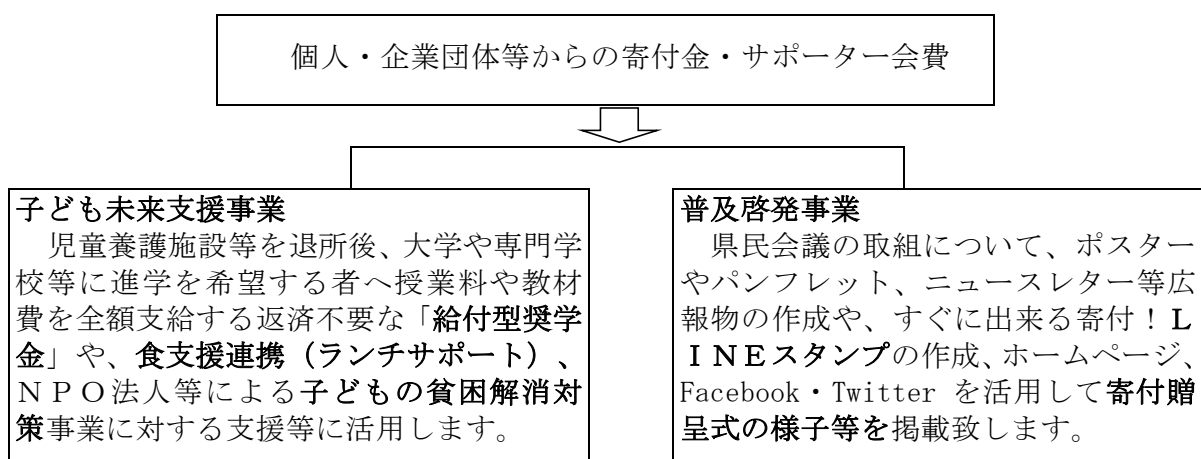 個人・企業団体等からの寄付金・サポーター会費
子ども未来支援事業
児童養護施設等を退所後、大学や専門学
校等に進学を希望する者へ授業料や教材
費を全額支給する返済不要な「給付型奨学
金」や、食支援連携（ランチサポート）、
ＮＰＯ法人等による子どもの貧困解消対
策事業に対する支援等に活用します。
普及啓発事業
県民会議の取組について、ポスター
やパンフレット、ニュースレター等広
報物の作成や、すぐに出来る寄付！Ｌ
ＩＮＥスタンプの作成、ホームページ、
Facebook・Twitter を活用して寄付贈
呈式の様子等を掲載致します。